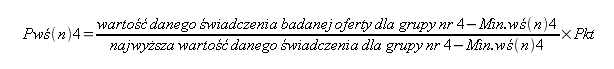 Pwś(n)4 = wartość danego świadczenia badanej oferty dla grupy nr 4 − Min.wś(n)4
najwyższa wartość danego świadczenia dla grupy nr 4 − Min.wś(n)4 × Pkt